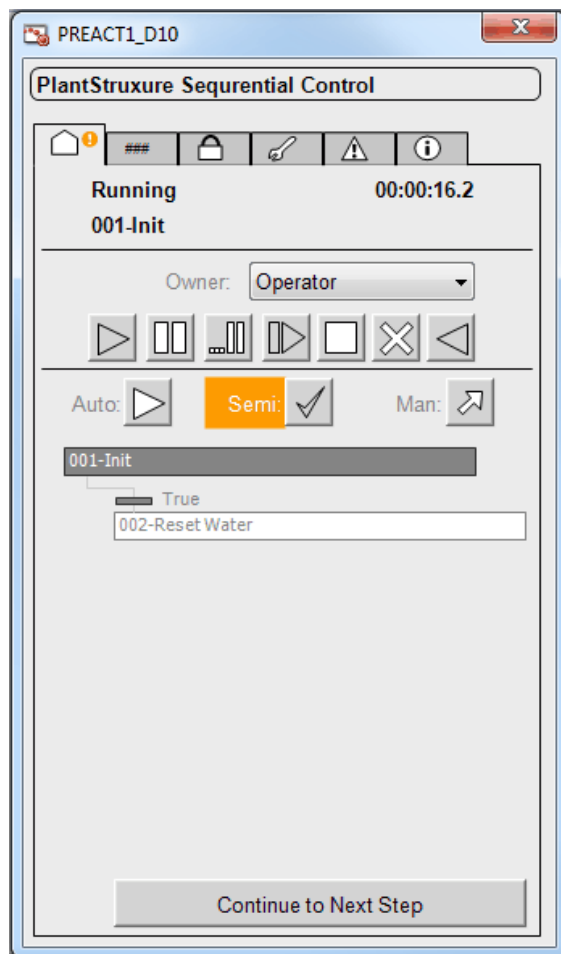 PREACT1_D10
PlantStruxure Sequrential Control
###
Running 00:00:16.2
001-Init
Owner: Operator
Auto: Semi: Man:
001-Init
True
002-Reset Water
Continue to Next Step